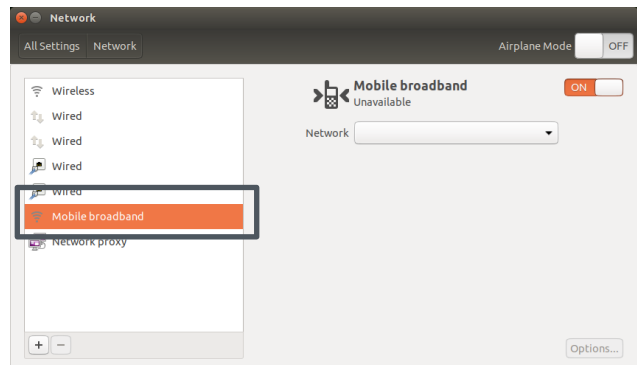 Network
All Settings Network
Airplane Mode OFF
Wireless
Wired
Wired
Wired
Wired
Mobile broadband
Network proxy
Mobile broadband
Unavailable
ON
Network
Options...